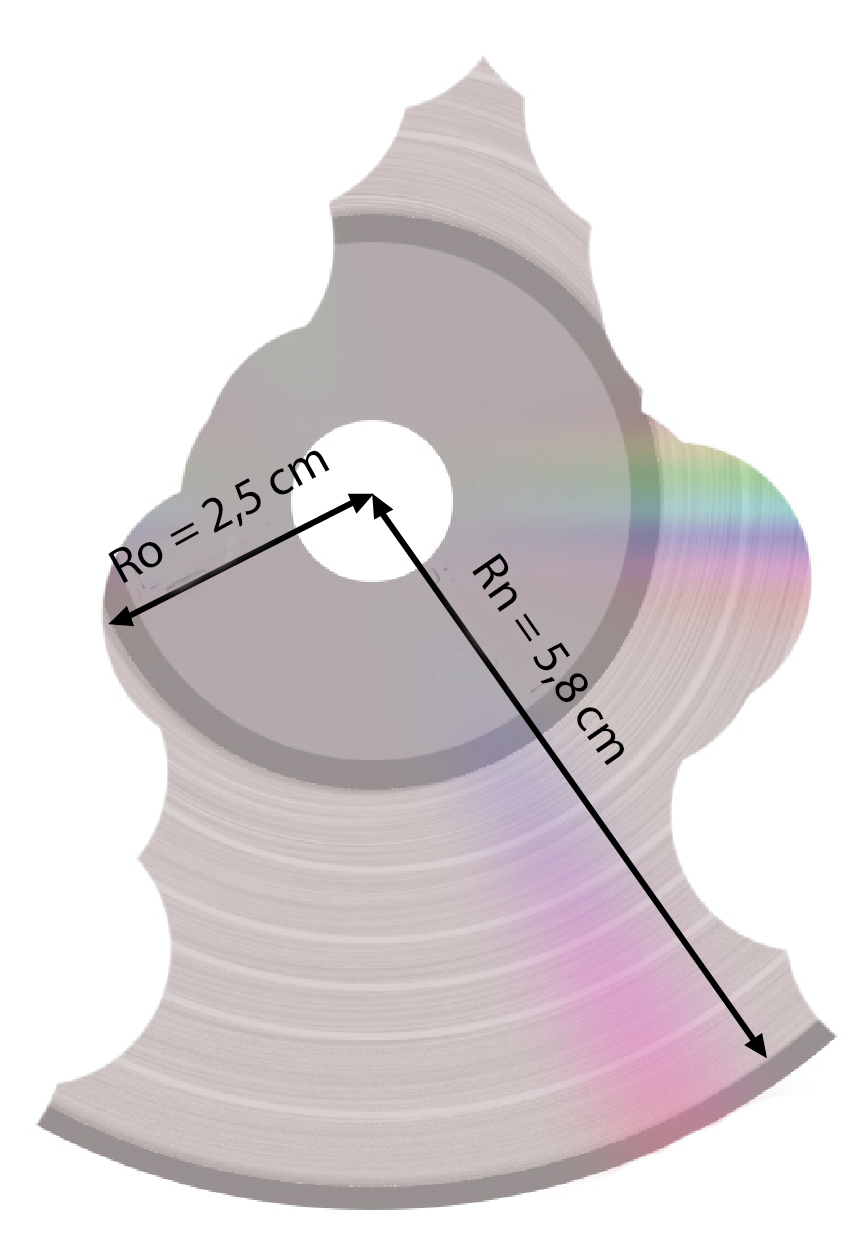 Ro = 2,5 cm
Rn = 5,8 cm